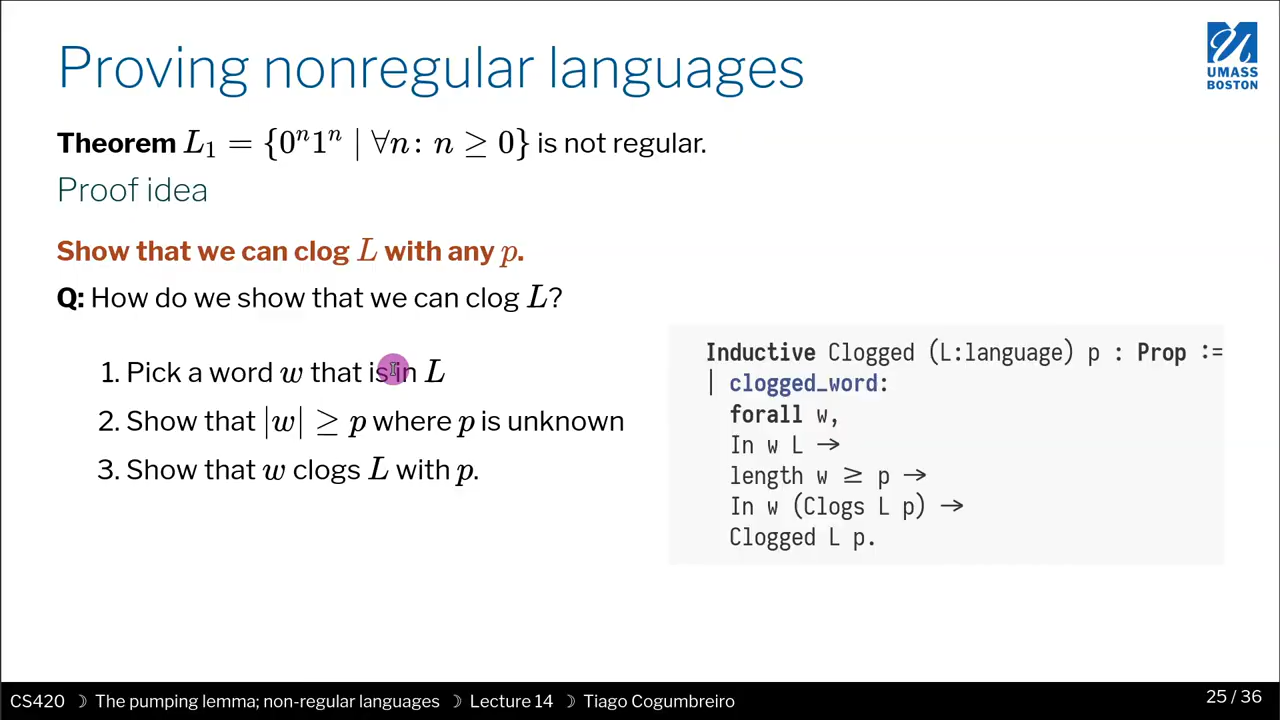 Proving nonregular languages
UMASS
BOSTON
Theorem L₁ = {0ⁿ1ⁿ | ∀n: n ≥ 0} is not regular.
Proof idea
Show that we can clog L with any p.
Q: How do we show that we can clog L?
1. Pick a word w that is in L
2. Show that |w| ≥ p where p is unknown
3. Show that w clogs L with p.
Inductive Clogged (L:language) p : Prop :=
| clogged_word:
forall w,
In w L →
length w ≥ p →
In w (Clogs L p) →
Clogged L p.
CS420 ☽ The pumping lemma; non-regular languages ☽ Lecture 14 ☽ Tiago Cogumbreiro
25 / 36